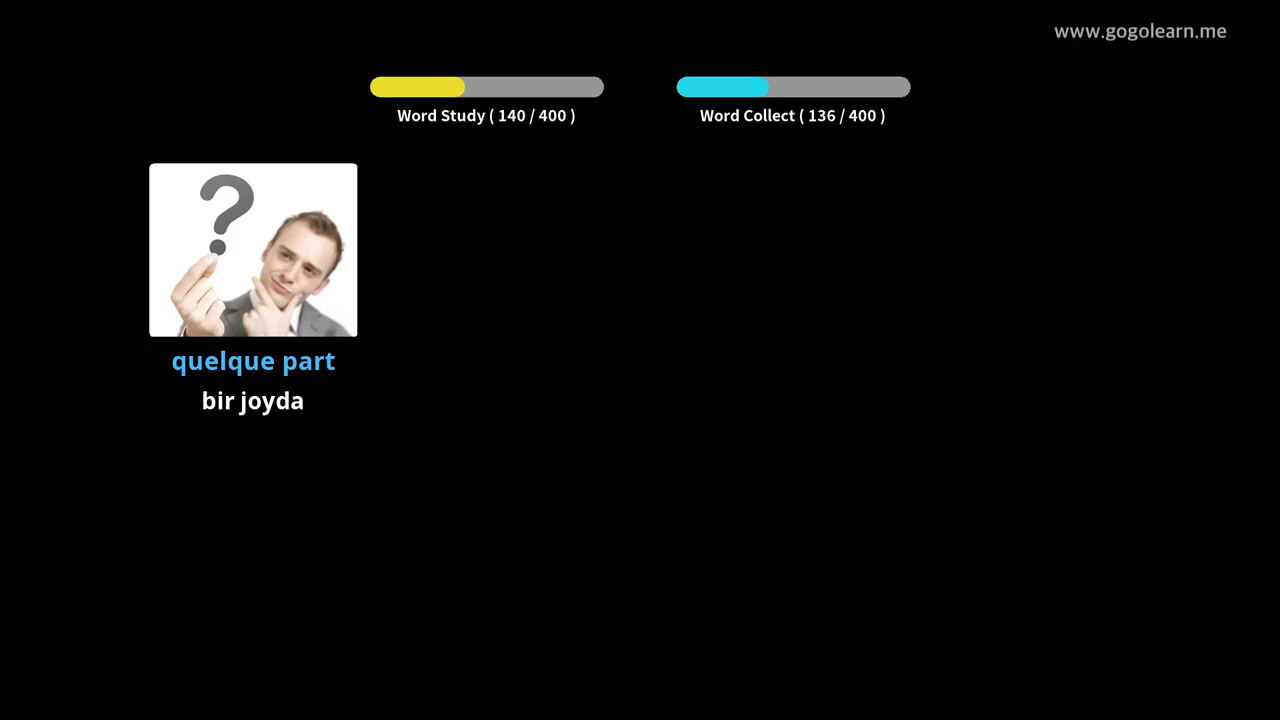 www.gogolearn.me
Word Study ( 140 / 400 )
Word Collect ( 136 / 400 )
?
quelque part
bir joyda